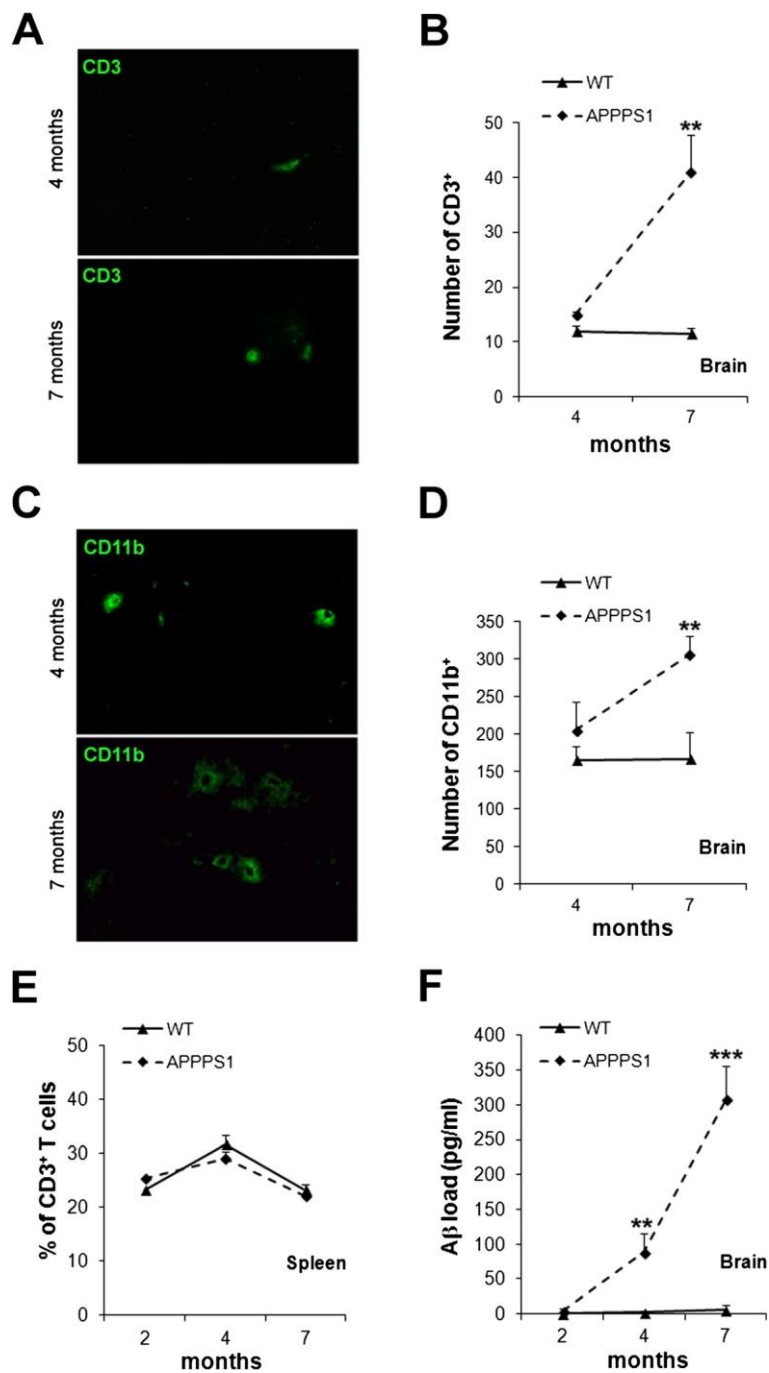 A
CD3
4 months
CD3
7 months
B
WT
APPPS1
**
50
40
30
20
10
0
Number of CD3⁺
Brain
4 7
months
C
CD11b
4 months
CD11b
7 months
D
WT
APPPS1
**
350
300
250
200
150
100
50
0
Number of CD11b⁺
Brain
4 7
months
E
WT
APPPS1
50
40
30
20
10
0
% of CD3⁺ T cells
Spleen
2 4 7
months
F
WT
APPPS1
***
**
400
350
300
250
200
150
100
50
0
Aβ load (pg/ml)
Brain
2 4 7
months